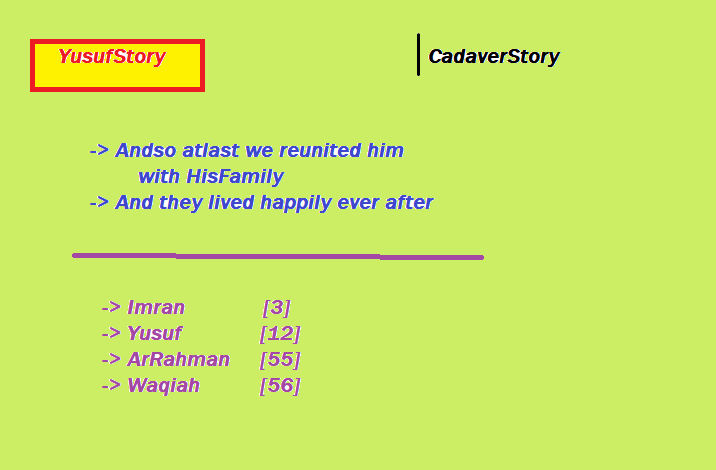 YusufStory
CadaverStory
-> Andso atlast we reunited him
with HisFamily
-> And they lived happily ever after
-> Imran [3]
-> Yusuf [12]
-> ArRahman [55]
-> Waqiah [56]